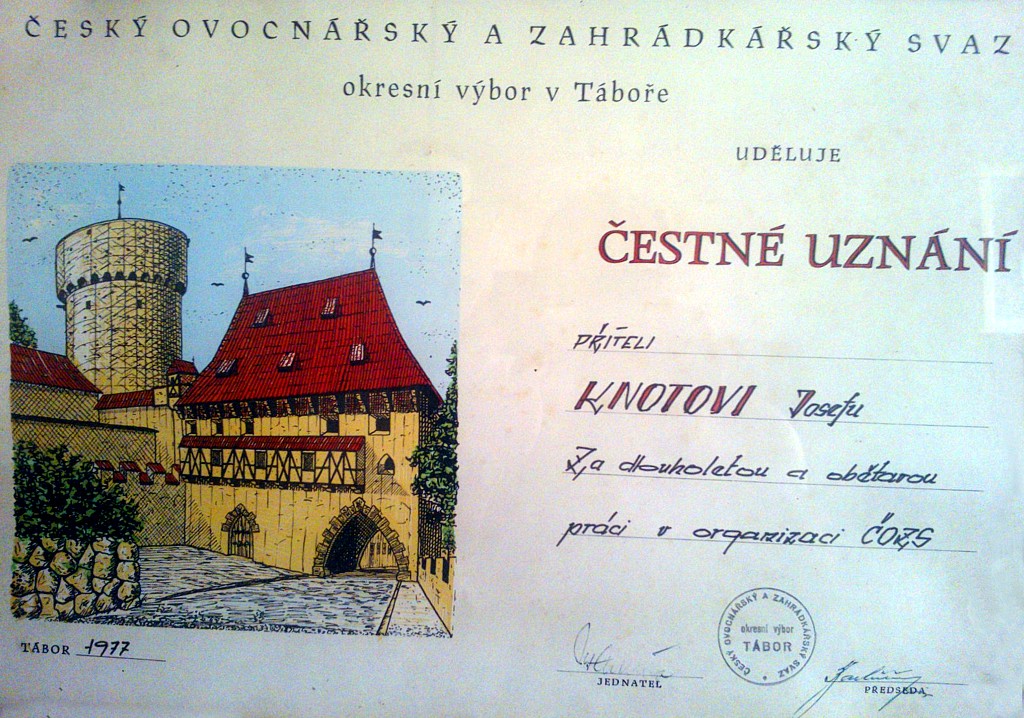 ČESKÝ OVOCNÁŘSKÝ A ZAHRÁDKÁŘSKÝ SVAZ
okresní výbor v Táboře
UDĚLUJE
ČESTNÉ UZNÁNÍ
PŘÍTELI
KNOTOVI Josefu
Za dlouholetou a obětavou
práci v organizaci ČOZS
TÁBOR 1977
JEDNATEL
ČESKÝ OVOCNÁŘSKÝ A ZAHRÁDKÁŘSKÝ SVAZ
okresní výbor
TÁBOR
PŘEDSEDA